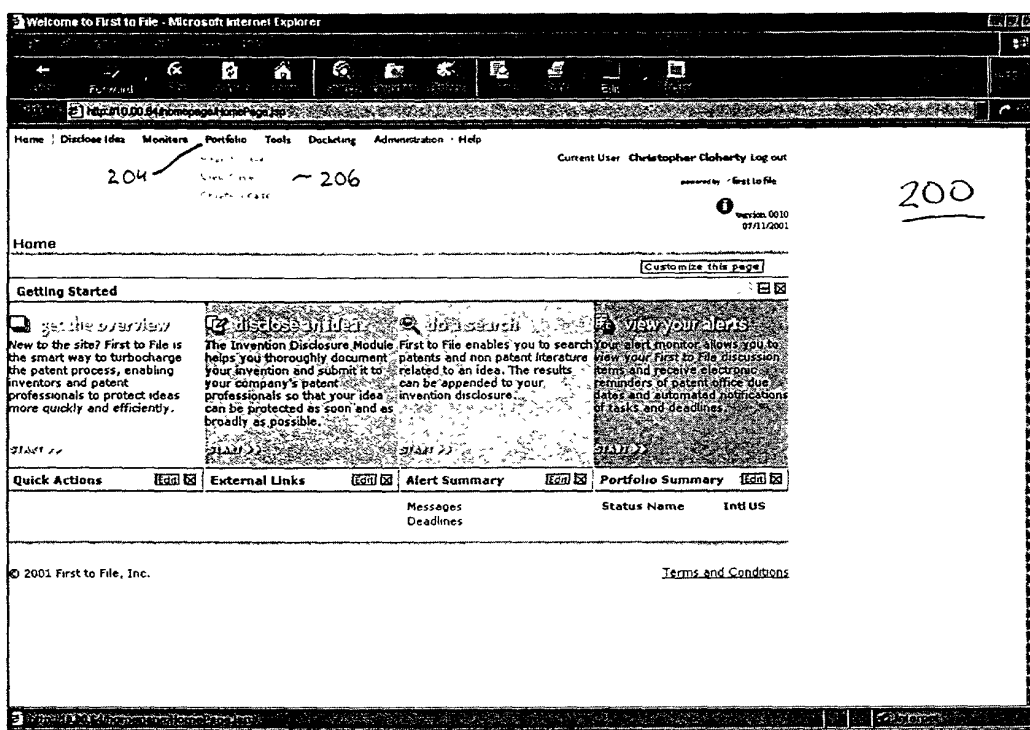 Welcome to First to File - Microsoft Internet Explorer
Forward
Edit
Home Disclose Idea Monitors Portfolio Tools Docketing Administration Help
Current User Christopher Cloherty Log out
204
206
powered by first to file
200
version 0010
07/11/2001
Home
Customize this page
Getting Started
get the overview
disclose an idea
do a search
view your alerts
New to the site? First to File is
the smart way to turbocharge
the patent process, enabling
inventors and patent
professionals to protect ideas
more quickly and efficiently.
START >>
The Invention Disclosure Module
helps you thoroughly document
your invention and submit it to
your company's patent
professionals so that your idea
can be protected as soon and as
broadly as possible.
START >>
First to File enables you to search
patents and non patent literature
related to an idea. The results
can be appended to your
invention disclosure.
START >>
Your alert monitor allows you to
view your First to File discussion
items and receive electronic
reminders of patent office due
dates and automated notifications
of tasks and deadlines.
START >>
Quick Actions Edit
External Links Edit
Alert Summary Edit
Portfolio Summary Edit
Messages
Deadlines
Status Name Intl US
© 2001 First to File, Inc.
Terms and Conditions